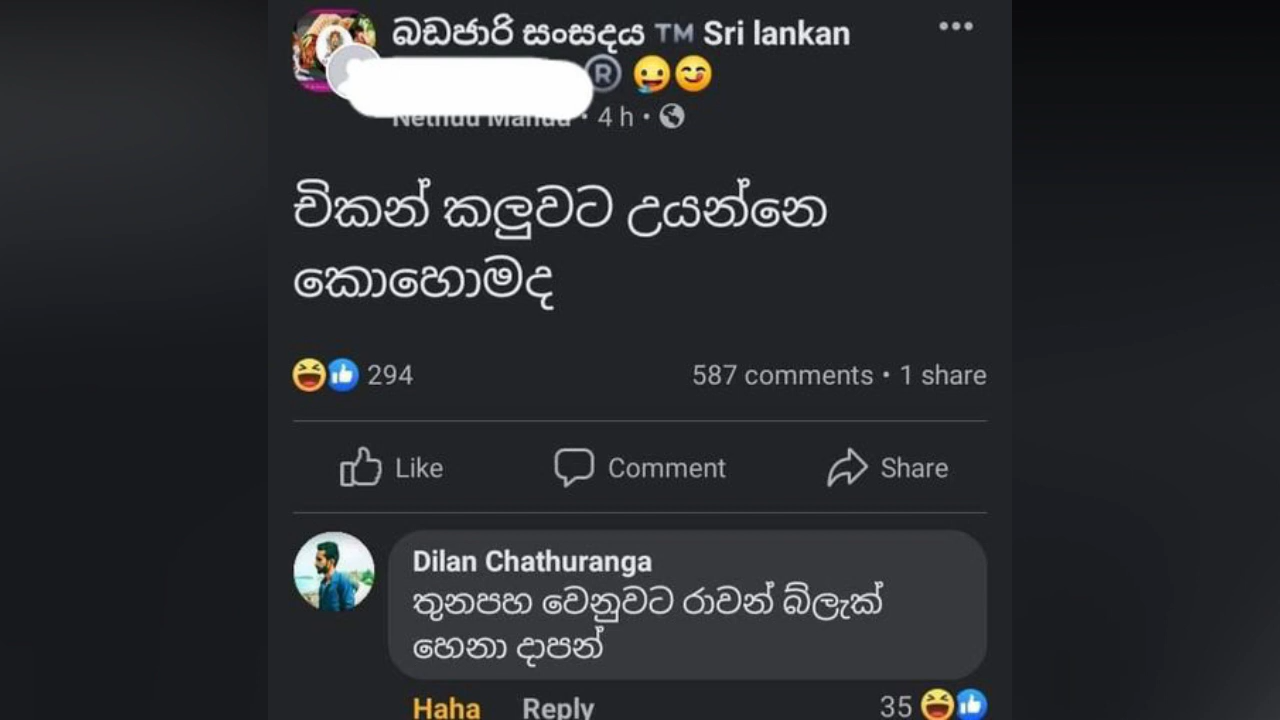 බඩජාරි සංසදය ™️ Sri lankan
®
4 h
චිකන් කලුවට උයන්නෙ
කොහොමද
294
587 comments • 1 share
Like
Comment
Share
Dilan Chathuranga
තුනපහ වෙනුවට රාවන් බ්ලැක්
හෙනා දාපන්
Haha
Reply
35